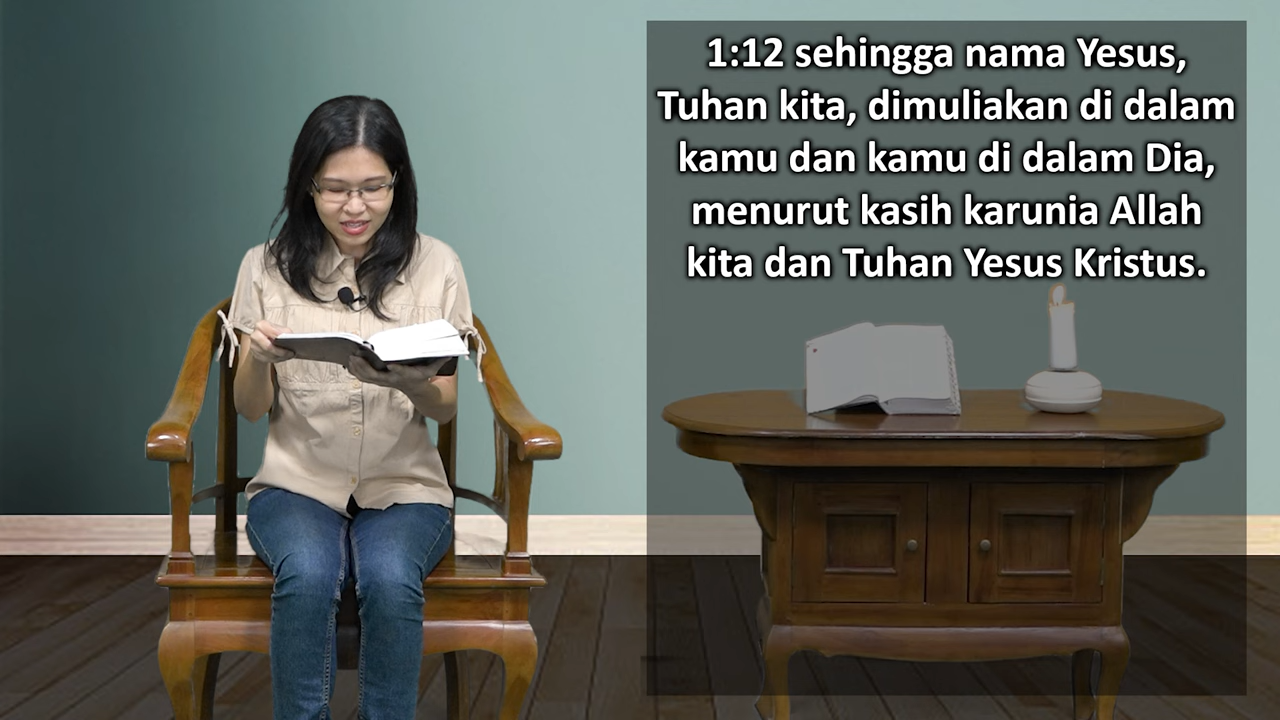 1:12 sehingga nama Yesus,
Tuhan kita, dimuliakan di dalam
kamu dan kamu di dalam Dia,
menurut kasih karunia Allah
kita dan Tuhan Yesus Kristus.